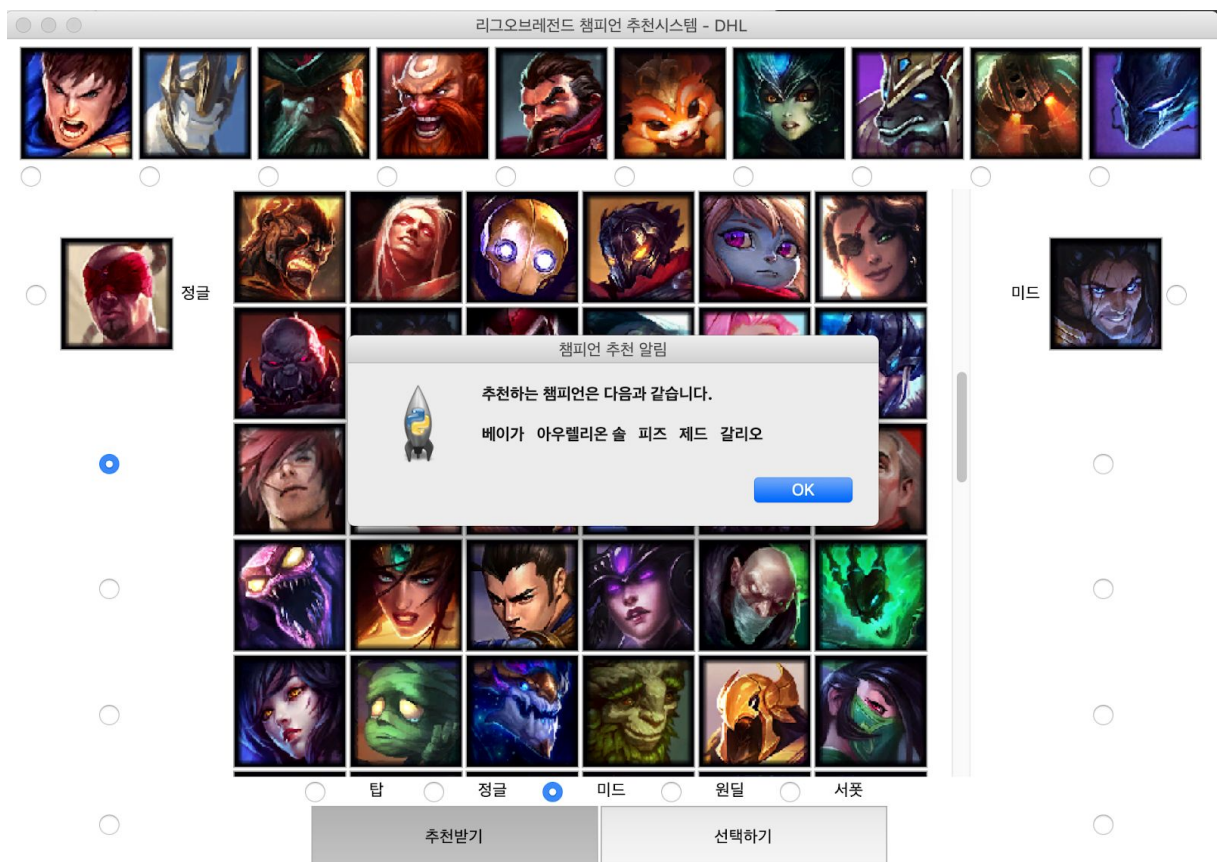 리그오브레전드 챔피언 추천시스템 - DHL
정글
미드
챔피언 추천 알림
추천하는 챔피언은 다음과 같습니다.
베이가 아우렐리온 솔 피즈 제드 갈리오
OK
탑 정글 미드 원딜 서폿
추천받기 선택하기